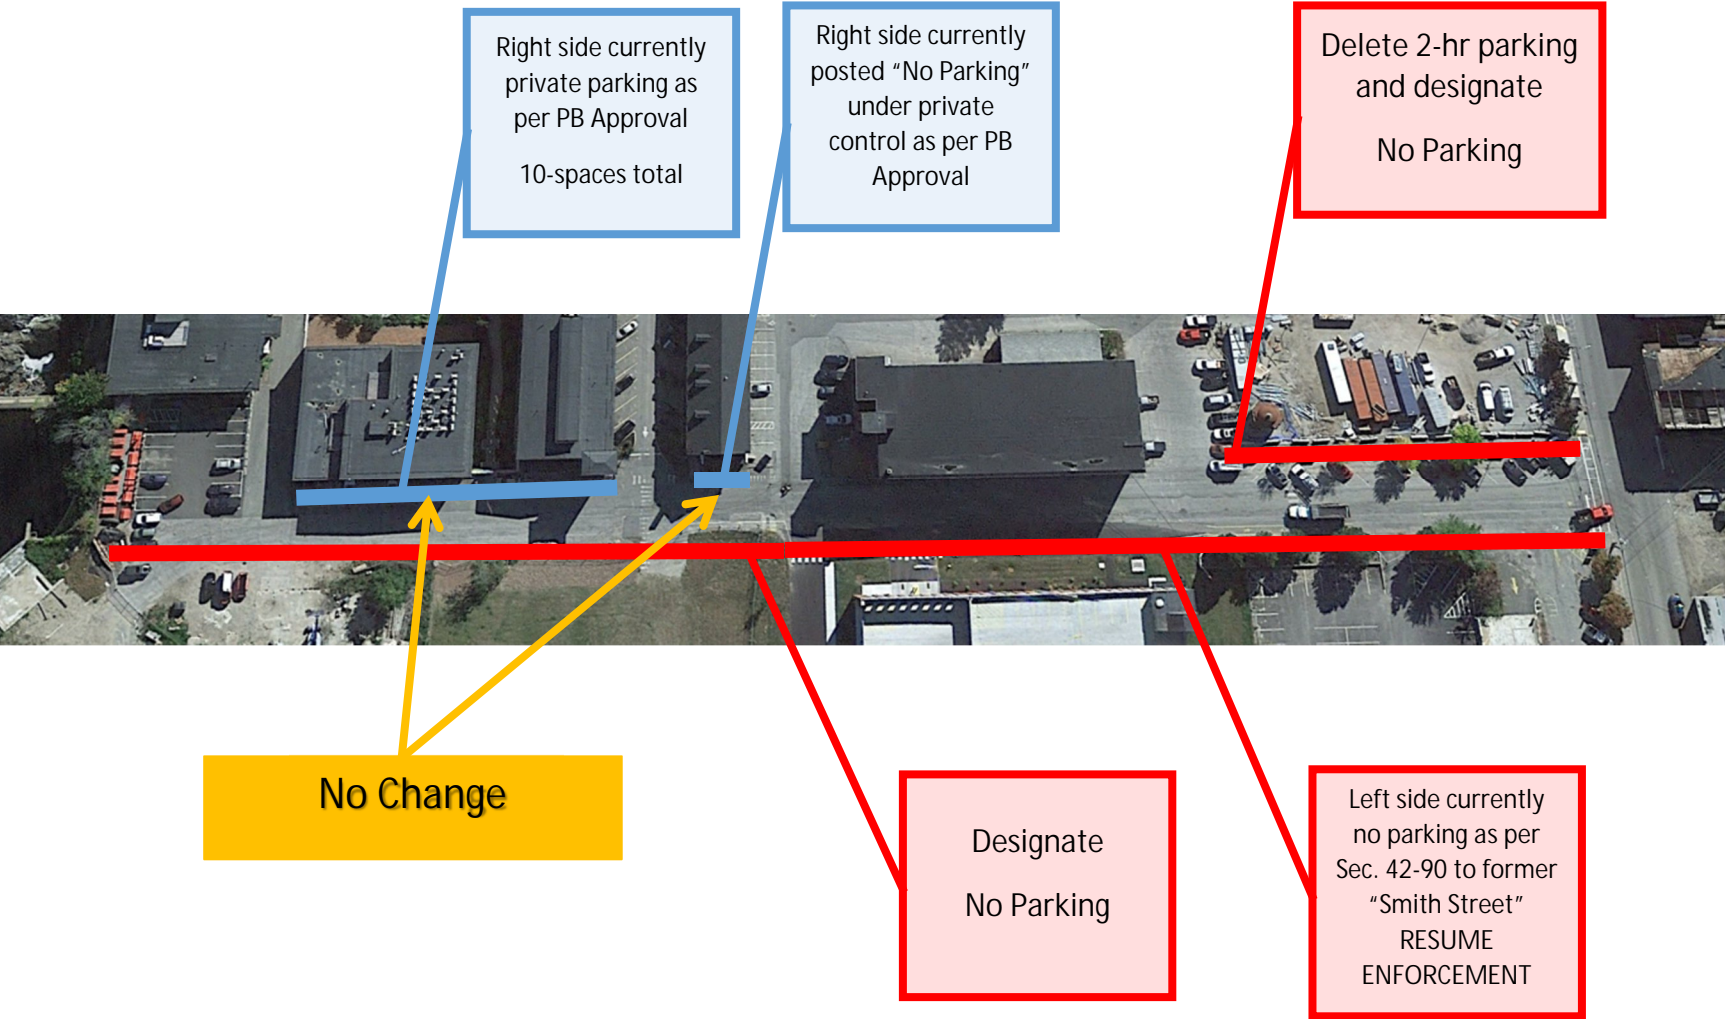 Right side currently
private parking as
per PB Approval
10-spaces total
Right side currently
posted “No Parking”
under private
control as per PB
Approval
Delete 2-hr parking
and designate
No Parking
No Change
Designate
No Parking
Left side currently
no parking as per
Sec. 42-90 to former
“Smith Street”
RESUME
ENFORCEMENT